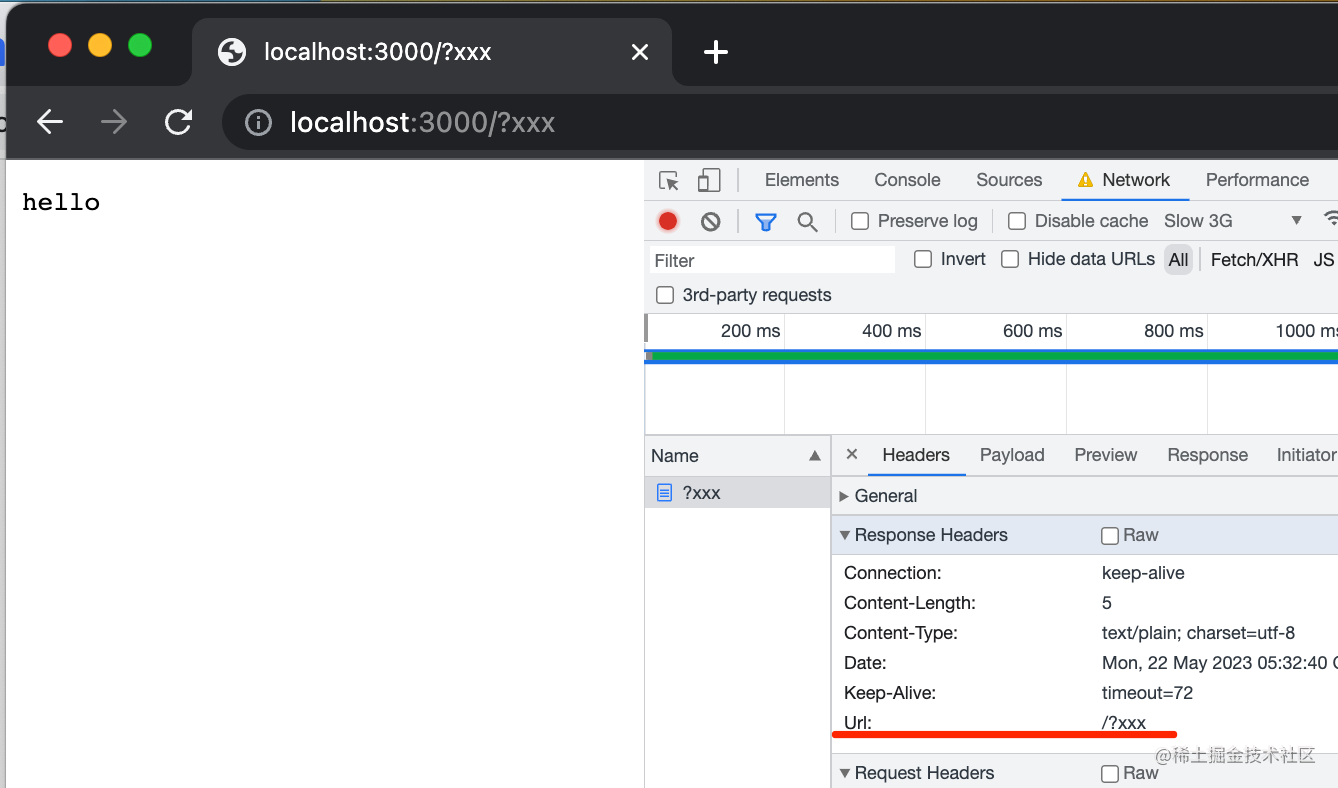 localhost:3000/?xxx
localhost:3000/?xxx
hello
Elements Console Sources Network Performance
Preserve log Disable cache Slow 3G
Filter Invert Hide data URLs All Fetch/XHR JS
3rd-party requests
200 ms 400 ms 600 ms 800 ms 1000 ms
Name Headers Payload Preview Response Initiator
?xxx General
Response Headers Raw
Connection: keep-alive
Content-Length: 5
Content-Type: text/plain; charset=utf-8
Date: Mon, 22 May 2023 05:32:40
Keep-Alive: timeout=72
Url: /?xxx
@稀土掘金技术社区
Request Headers Raw